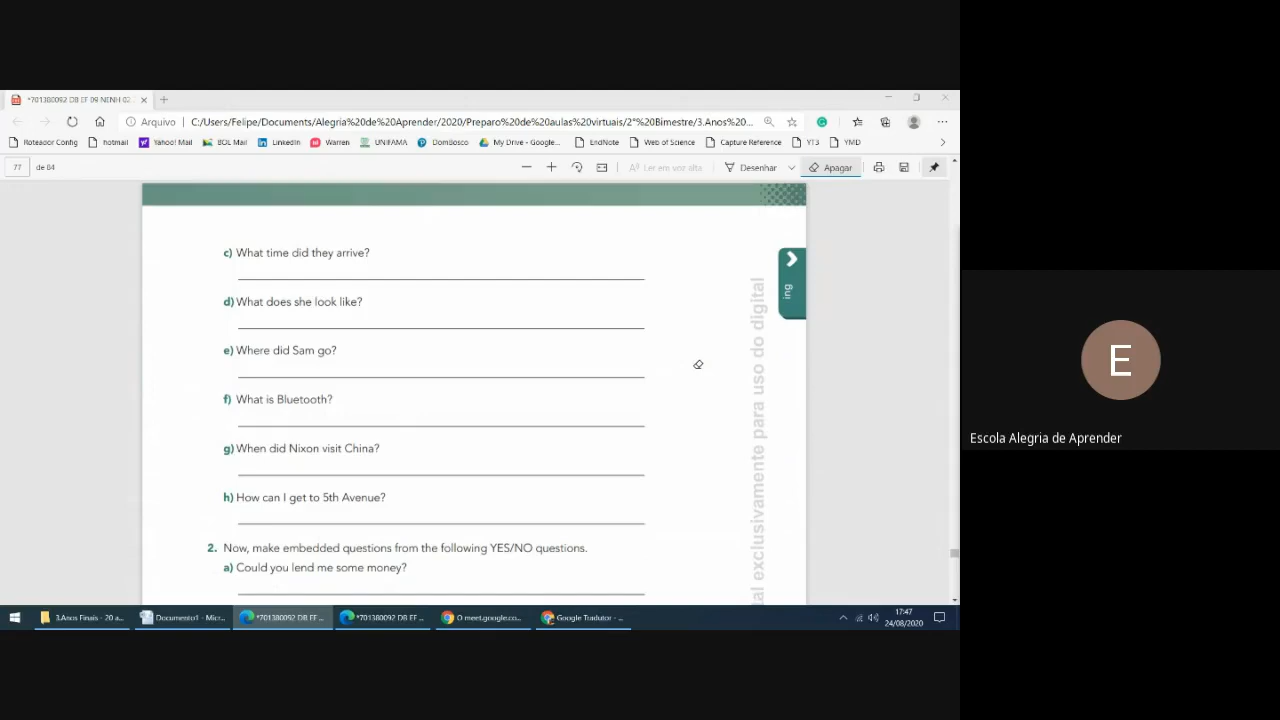 *701380092 DB EF 09 NENH 02
Arquivo
C:/Users/Felipe/Documents/Alegria%20de%20Aprender/2020/Preparo%20de%20aulas%20virtuais/2°%20Bimestre/3.Anos%20...
Roteador Config
hotmail
Yahoo! Mail
BOL Mail
LinkedIn
Warren
UNIFAMA
DomBosco
My Drive - Google...
EndNote
Web of Science
Capture Reference
YT3
YMD
77
de 84
Ler em voz alta
Desenhar
Apagar
c) What time did they arrive?
d) What does she look like?
e) Where did Sam go?
f) What is Bluetooth?
g) When did Nixon visit China?
h) How can I get to 5th Avenue?
2. Now, make embedded questions from the following YES/NO questions.
a) Could you lend me some money?
ing
tal exclusivamente para uso do digital
E
Escola Alegria de Aprender
3.Anos Finais - 20 a...
Documento1 - Micr...
*701380092 DB EF ...
*701380092 DB EF ...
O meet.google.co...
Google Tradutor - ...
17:47
24/08/2020